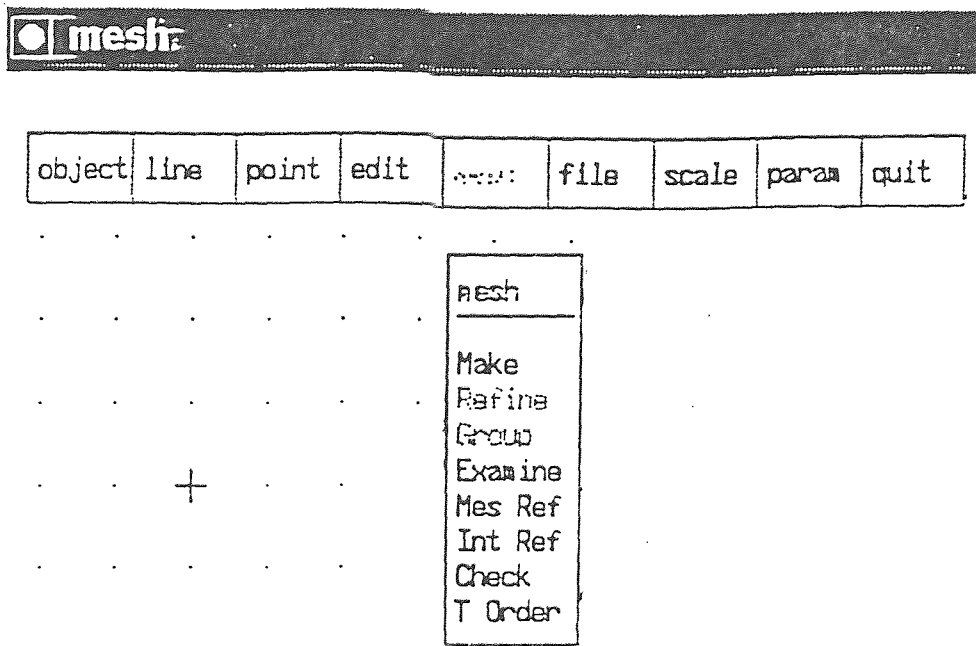 mesh
object line point edit file scale param quit
mesh
Make
Refine
Group
Examine
Mes Ref
Int Ref
Check
T Order